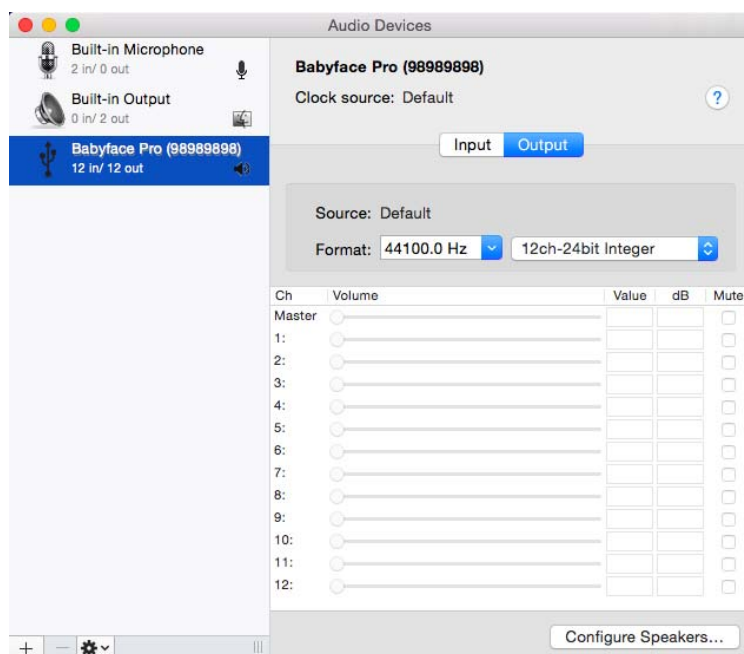 Audio Devices
Built-in Microphone
2 in/ 0 out
Built-in Output
0 in/ 2 out
Babyface Pro (98989898)
12 in/ 12 out
Babyface Pro (98989898)
Clock source: Default
?
Input Output
Source: Default
Format: 44100.0 Hz 12ch-24bit Integer
Ch Volume Value dB Mute
Master
1:
2:
3:
4:
5:
6:
7:
8:
9:
10:
11:
12:
Configure Speakers...